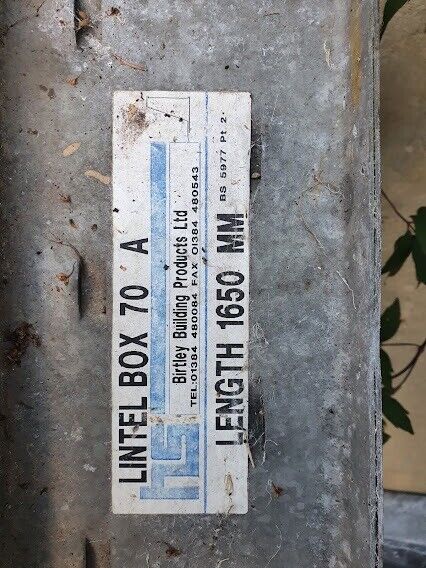 LINTEL BOX 70 A
Birtley Building Products Ltd
TEL:01384 480084 FAX 01384 480543
LENGTH 1650 MM BS 5977 Pt 2